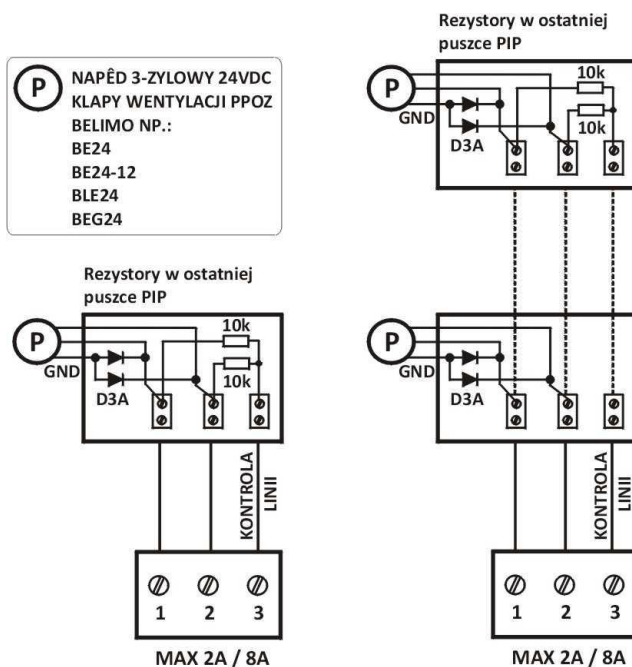 P
NAPÊD 3-ZYLOWY 24VDC
KLAPY WENTYLACJI PPOZ
BELIMO NP.:
BE24
BE24-12
BLE24
BEG24
Rezystory w ostatniej
puszce PIP
P
GND
D3A
10k
10k
KONTROLA
LINII
1 2 3
MAX 2A / 8A
Rezystory w ostatniej
puszce PIP
P
GND
D3A
10k
10k
P
GND
D3A
KONTROLA
LINII
1 2 3
MAX 2A / 8A